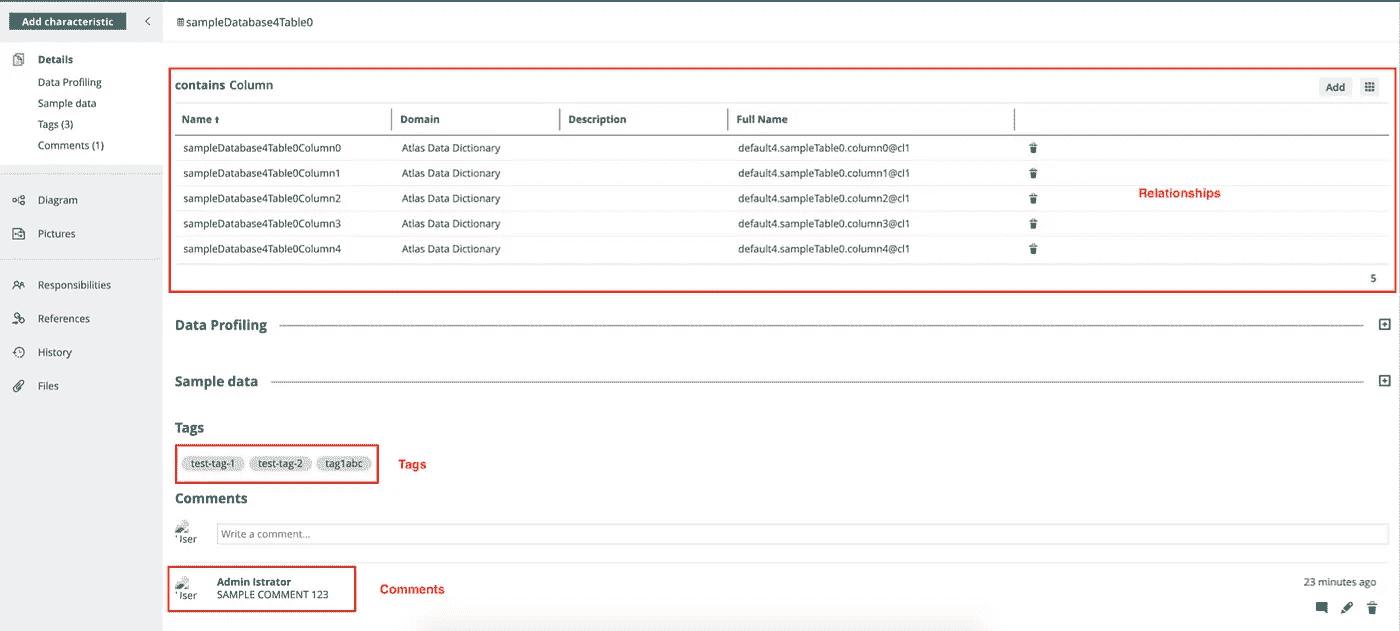 Add characteristic
sampleDatabase4Table0
Details
Data Profiling
Sample data
Tags (3)
Comments (1)
Diagram
Pictures
Responsibilities
References
History
Files
contains Column
Add
Name Domain Description Full Name
sampleDatabase4Table0Column0 Atlas Data Dictionary default4.sampleTable0.column0@cl1
sampleDatabase4Table0Column1 Atlas Data Dictionary default4.sampleTable0.column1@cl1
sampleDatabase4Table0Column2 Atlas Data Dictionary default4.sampleTable0.column2@cl1
sampleDatabase4Table0Column3 Atlas Data Dictionary default4.sampleTable0.column3@cl1
sampleDatabase4Table0Column4 Atlas Data Dictionary default4.sampleTable0.column4@cl1
Relationships
5
Data Profiling
Sample data
Tags
test-tag-1 test-tag-2 tag1abc
Tags
Comments
Write a comment...
Admin Istrator
SAMPLE COMMENT 123
Comments
23 minutes ago